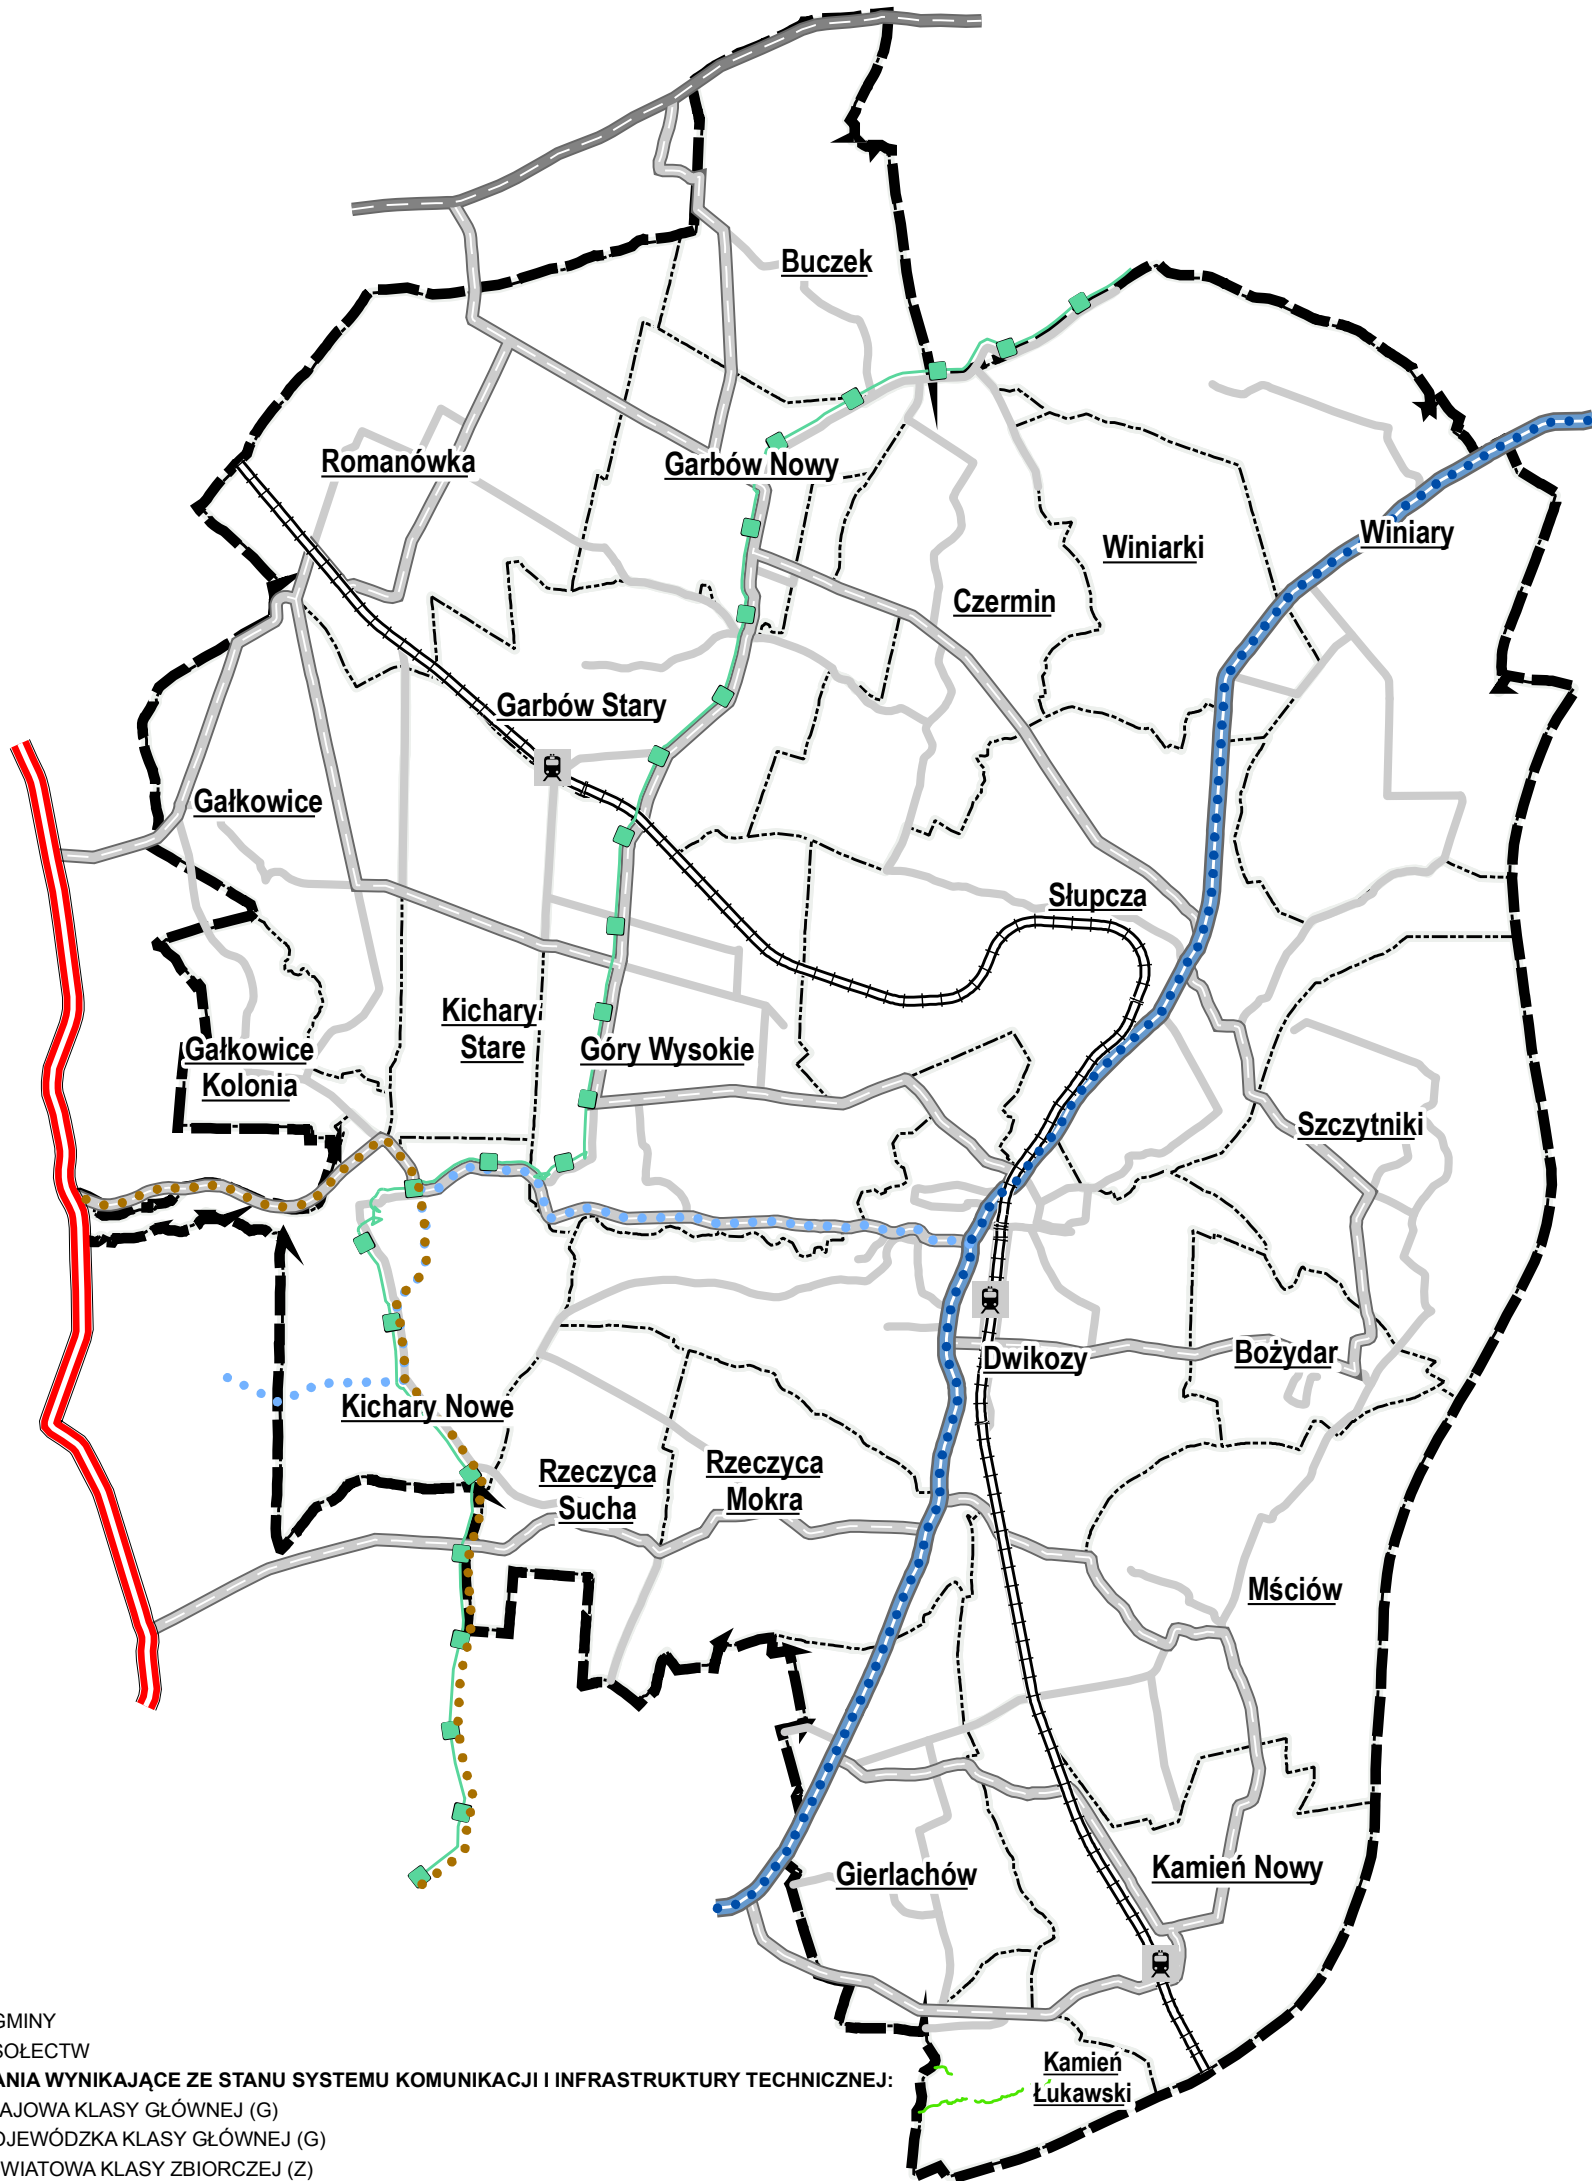 Buczek
Romanówka
Garbów Nowy
Winiary
Winiarki
Czermin
Garbów Stary
Gałkowice
Słupcza
Kichary
Stare
Góry Wysokie
Gałkowice
Kolonia
Szczytniki
Dwikozy
Bożydar
Kichary Nowe
Rzeczyca
Sucha
Rzeczyca
Mokra
Mściów
Gierlachów
Kamień Nowy
Kamień
Łukawski
GMINY
SOŁECTW
ANIA WYNIKAJĄCE ZE STANU SYSTEMU KOMUNIKACJI I INFRASTRUKTURY TECHNICZNEJ:
AJOWA KLASY GŁÓWNEJ (G)
OJEWÓDZKA KLASY GŁÓWNEJ (G)
WIATOWA KLASY ZBIORCZEJ (Z)